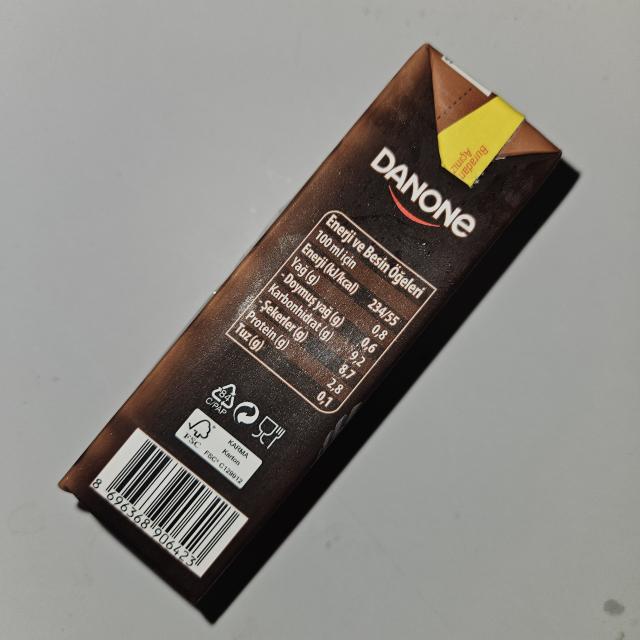 Buradan
Açınız
DANONE
Enerji ve Besin Öğeleri
100 ml için
Enerji (kJ/kcal) 234/55
Yağ (g) 0.8
-Doymuş yağ (g) 0.6
Karbonhidrat (g) 9.2
-Şekerler (g) 8.7
Protein (g) 2.8
Tuz (g) 0.1
84
C/PAP
FSC
KARMA
Karton
FSC® C129612
8 696368 906423